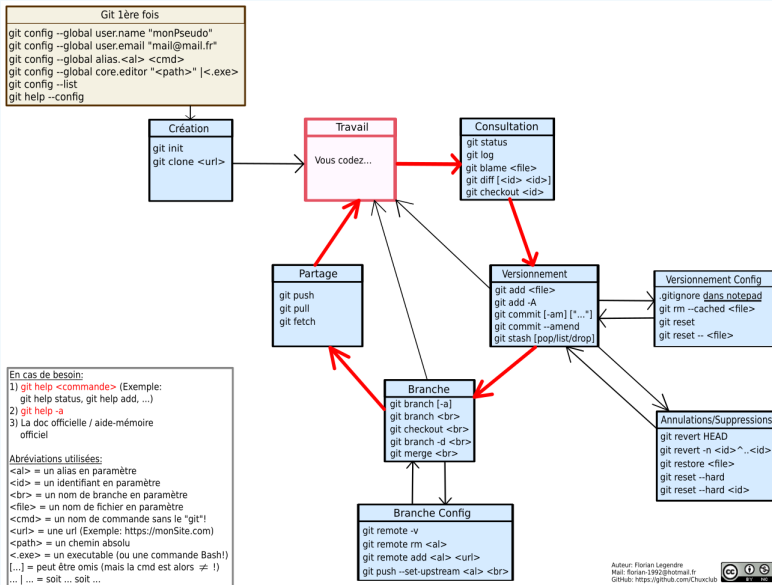 Git 1ère fois
git config --global user.name "monPseudo"
git config --global user.email "mail@mail.fr"
git config --global alias.<al> <cmd>
git config --global core.editor "<path>" |<.exe>
git config --list
git help --config
Création
git init
git clone <url>
Travail
Vous codez...
Consultation
git status
git log
git blame <file>
git diff [<id> <id>]
git checkout <id>
Partage
git push
git pull
git fetch
Versionnement
git add <file>
git add -A
git commit [-am] ["..."]
git commit --amend
git stash [pop/list/drop]
Versionnement Config
.gitignore dans notepad
git rm --cached <file>
git reset
git reset -- <file>
Branche
git branch [-a]
git branch <br>
git checkout <br>
git branch -d <br>
git merge <br>
Annulations/Suppressions
git revert HEAD
git revert -n <id>^..<id>
git restore <file>
git reset --hard
git reset --hard <id>
Branche Config
git remote -v
git remote rm <al>
git remote add <al> <url>
git push --set-upstream <al> <br>
En cas de besoin:
1) git help <commande> (Exemple:
git help status, git help add, ...)
2) git help -a
3) La doc officielle / aide-mémoire
officiel
Abréviations utilisées:
<al> = un alias en paramètre
<id> = un identifiant en paramètre
<br> = un nom de branche en paramètre
<file> = un nom de fichier en paramètre
<cmd> = un nom de commande sans le "git"!
<url> = une url (Exemple: https://monSite.com)
<path> = un chemin absolu
<.exe> = un executable (ou une commande Bash!)
[...] = peut être omis (mais la cmd est alors ≠ !)
... | ... = soit ... soit ...
Auteur: Florian Legendre
Mail: florian-1992@hotmail.fr
GitHub: https://github.com/Chuxclub
cc
BY NC